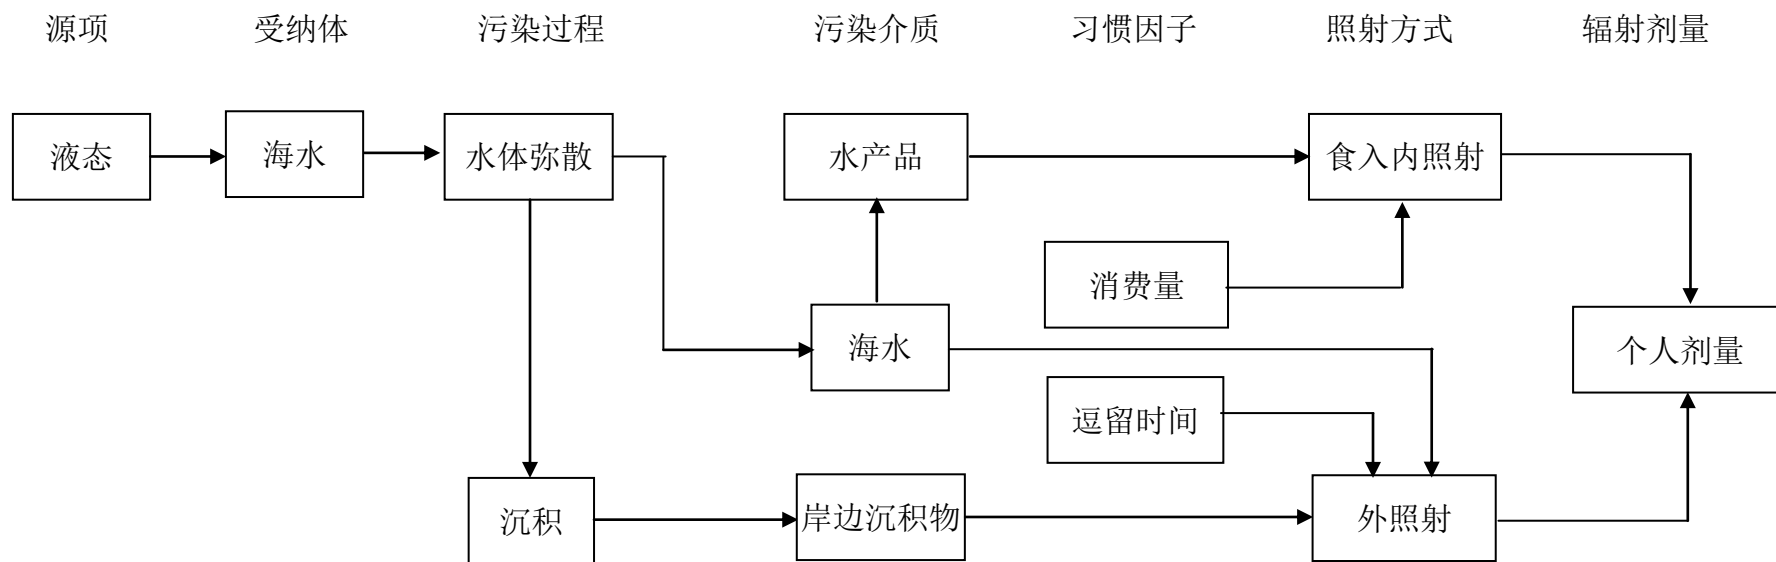 源项 受纳体 污染过程 污染介质 习惯因子 照射方式 辐射剂量
液态 海水 水体弥散 水产品 食入内照射
消费量
海水 个人剂量
逗留时间
沉积 岸边沉积物 外照射